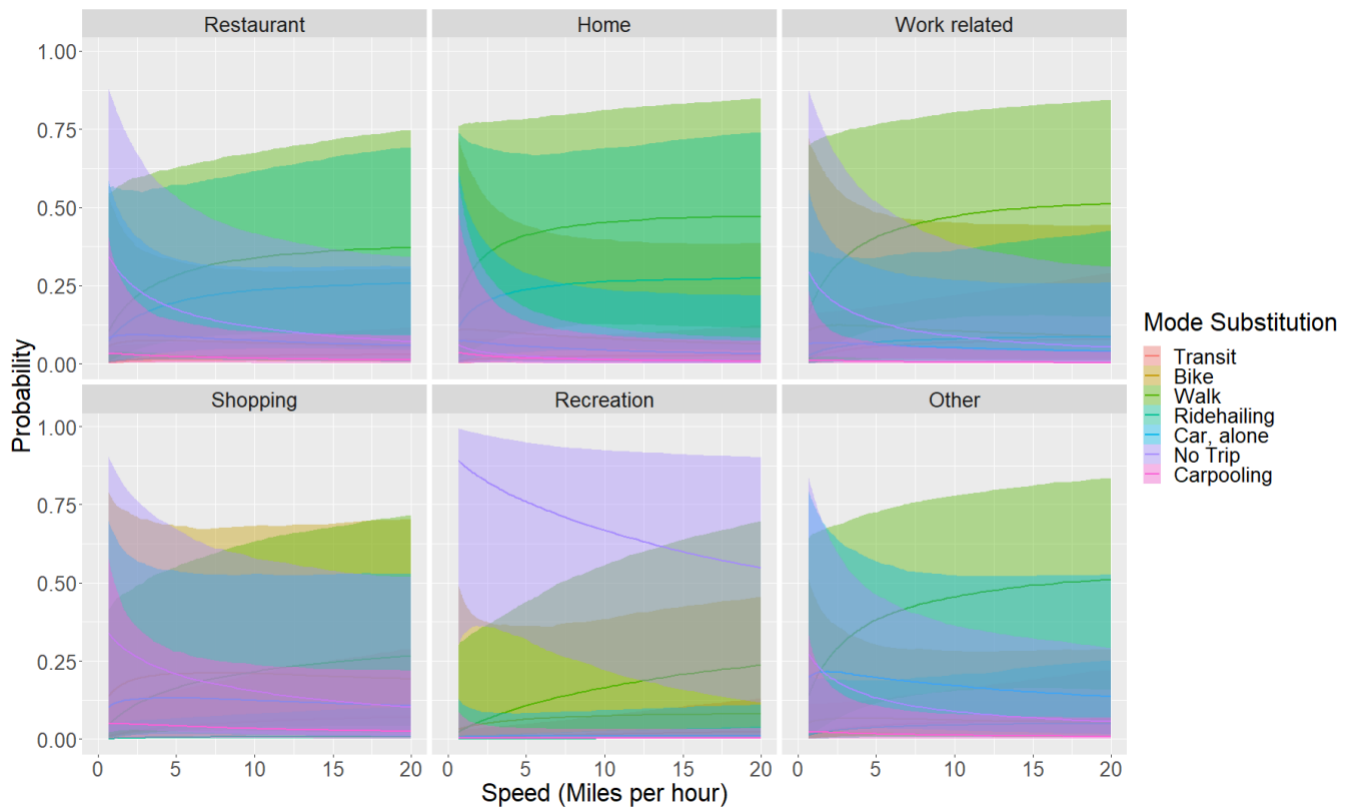 Restaurant Home Work related
1.00
0.75
0.50
0.25
0.00
Probability
Shopping Recreation Other
1.00
0.75
0.50
0.25
0.00
0 5 10 15 20 0 5 10 15 20 0 5 10 15 20
Speed (Miles per hour)
Mode Substitution
Transit
Bike
Walk
Ridehailing
Car, alone
No Trip
Carpooling